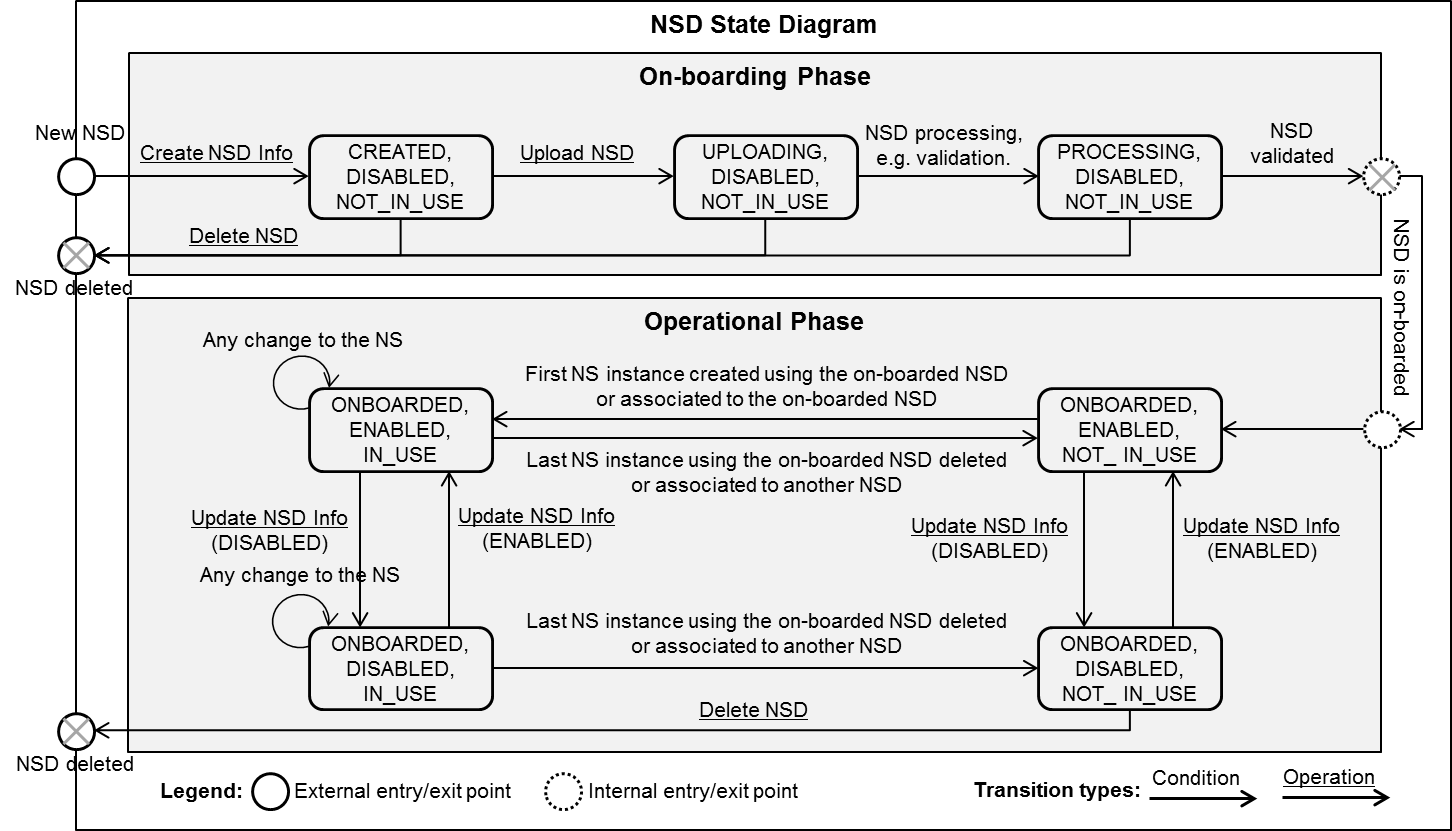 NSD State Diagram
On-boarding Phase
New NSD
Create NSD Info
CREATED,
DISABLED,
NOT_IN_USE
Upload NSD
UPLOADING,
DISABLED,
NOT_IN_USE
NSD processing,
e.g. validation.
PROCESSING,
DISABLED,
NOT_IN_USE
NSD
validated
Delete NSD
NSD deleted
NSD is on-boarded
Operational Phase
Any change to the NS
ONBOARDED,
ENABLED,
IN_USE
First NS instance created using the on-boarded NSD
or associated to the on-boarded NSD
Last NS instance using the on-boarded NSD deleted
or associated to another NSD
ONBOARDED,
ENABLED,
NOT_ IN_USE
Update NSD Info
(DISABLED)
Update NSD Info
(ENABLED)
Update NSD Info
(DISABLED)
Update NSD Info
(ENABLED)
Any change to the NS
ONBOARDED,
DISABLED,
IN_USE
Last NS instance using the on-boarded NSD deleted
or associated to another NSD
ONBOARDED,
DISABLED,
NOT_ IN_USE
Delete NSD
NSD deleted
Legend:
External entry/exit point
Internal entry/exit point
Transition types:
Condition
Operation